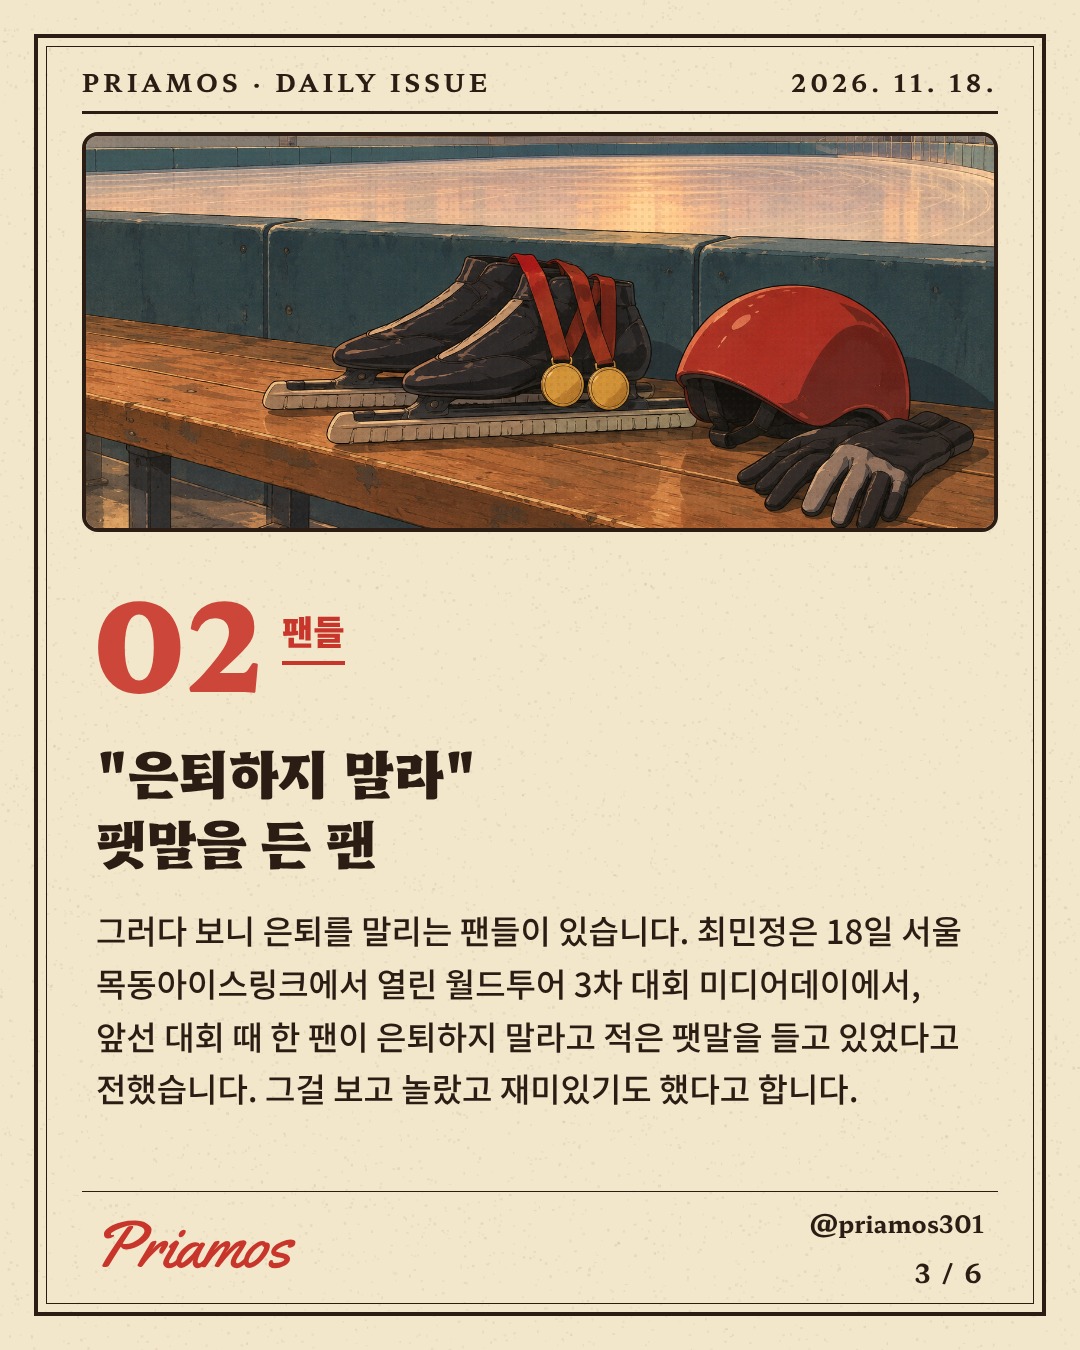 PRIAMOS · DAILY ISSUE
2026. 11. 18.
02
팬들
"은퇴하지 말라"
팻말을 든 팬
그러다 보니 은퇴를 말리는 팬들이 있습니다. 최민정은 18일 서울
목동아이스링크에서 열린 월드투어 3차 대회 미디어데이에서,
앞선 대회 때 한 팬이 은퇴하지 말라고 적은 팻말을 들고 있었다고
전했습니다. 그걸 보고 놀랐고 재미있기도 했다고 합니다.
Priamos
@priamos301
3 / 6